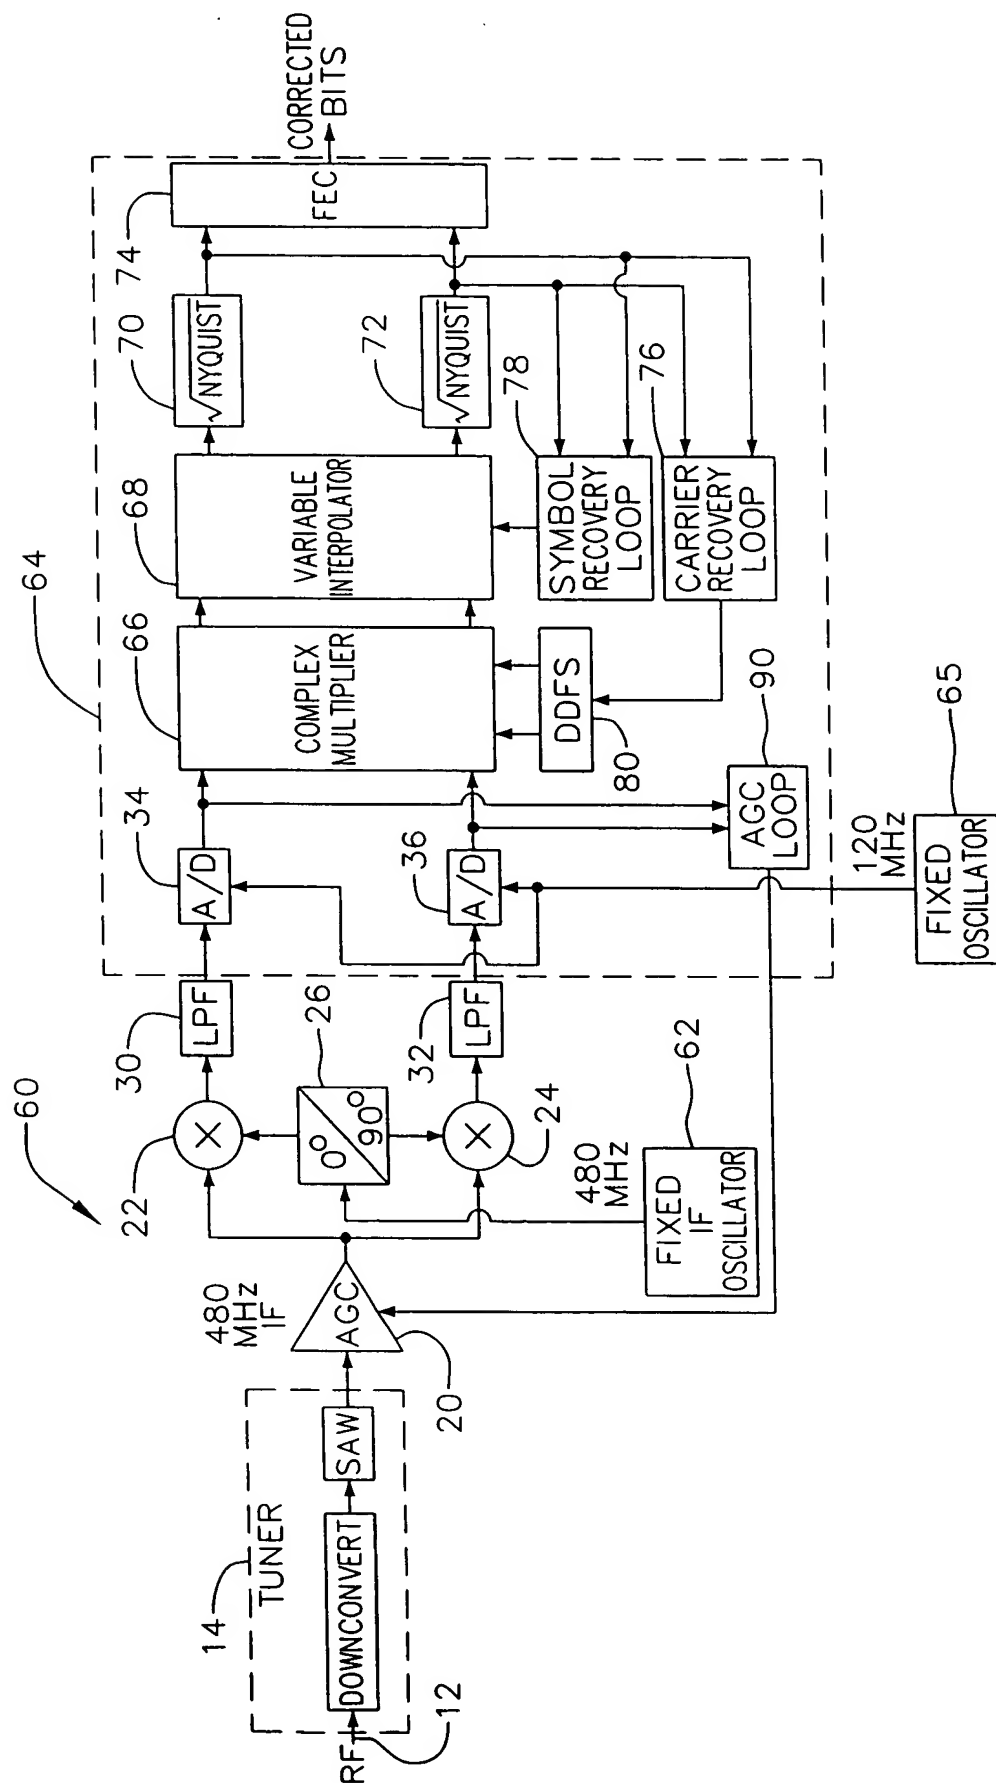 60
64
14
TUNER
RF
12
DOWNCONVERT
SAW
480
MHz
IF
AGC
20
22
X
26
0°
90°
X
24
480
MHz
62
FIXED
IF
OSCILLATOR
30
LPF
32
LPF
34
A/D
36
A/D
66
COMPLEX
MULTIPLIER
68
VARIABLE
INTERPOLATOR
70
√NYQUIST
72
√NYQUIST
74
FEC
CORRECTED
BITS
DDFS
80
78
SYMBOL
RECOVERY
LOOP
76
CARRIER
RECOVERY
LOOP
90
AGC
LOOP
120
MHz
65
FIXED
OSCILLATOR